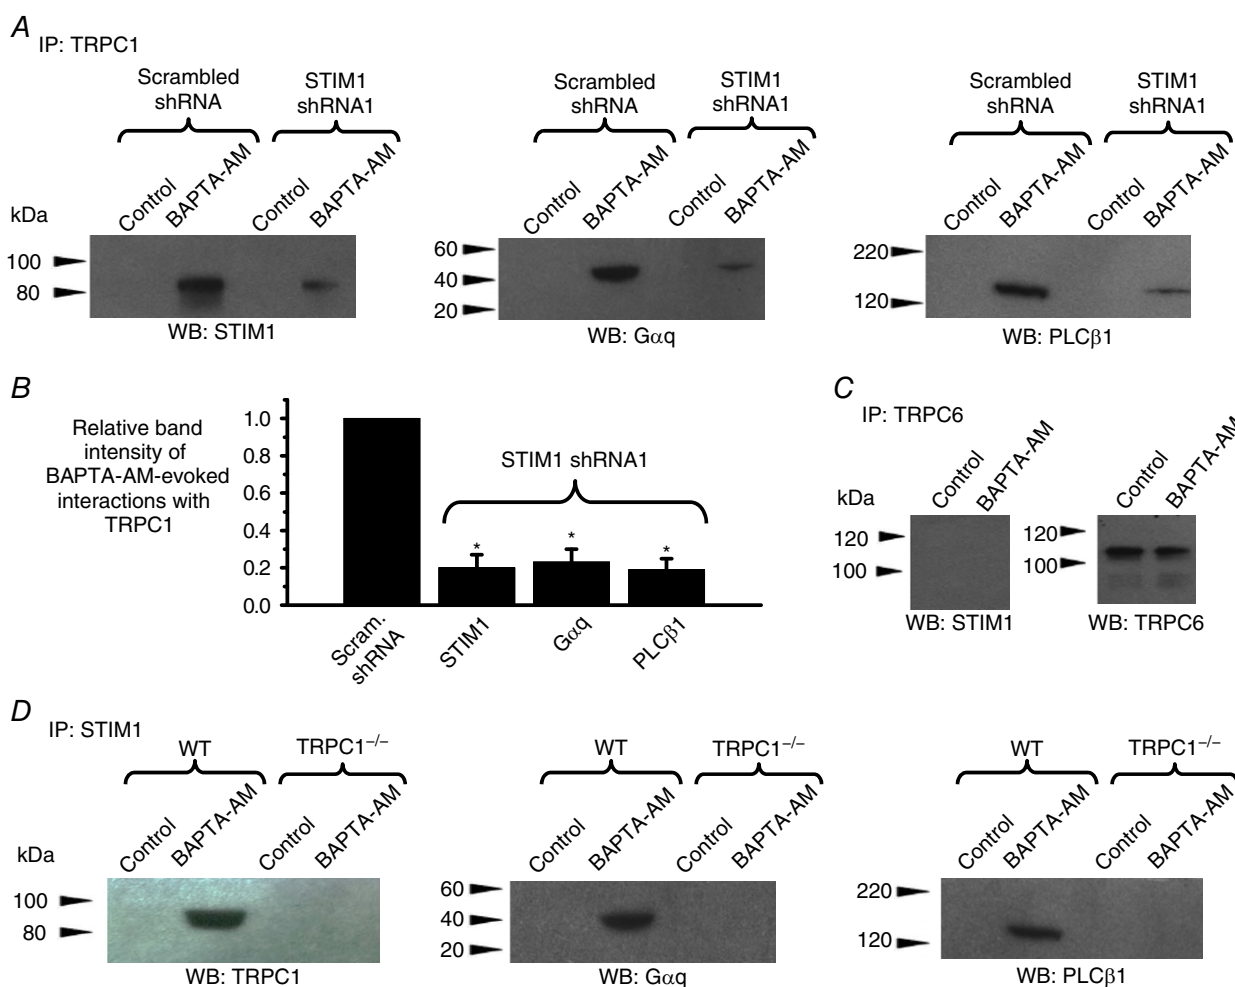 A
IP: TRPC1
Scrambled
shRNA
STIM1
shRNA1
Control
BAPTA-AM
Control
BAPTA-AM
kDa
100
80
WB: STIM1
Scrambled
shRNA
STIM1
shRNA1
Control
BAPTA-AM
Control
BAPTA-AM
60
40
20
WB: Gαq
Scrambled
shRNA
STIM1
shRNA1
Control
BAPTA-AM
Control
BAPTA-AM
220
120
WB: PLCβ1
B
Relative band
intensity of
BAPTA-AM-evoked
interactions with
TRPC1
1.0
0.8
0.6
0.4
0.2
0.0
STIM1 shRNA1
* * *
Scram.
shRNA
STIM1
Gαq
PLCβ1
C
IP: TRPC6
Control
BAPTA-AM
kDa
120
100
WB: STIM1
Control
BAPTA-AM
120
100
WB: TRPC6
D
IP: STIM1
WT
TRPC1⁻/⁻
Control
BAPTA-AM
Control
BAPTA-AM
kDa
100
80
WB: TRPC1
WT
TRPC1⁻/⁻
Control
BAPTA-AM
Control
BAPTA-AM
60
40
20
WB: Gαq
WT
TRPC1⁻/⁻
Control
BAPTA-AM
Control
BAPTA-AM
220
120
WB: PLCβ1